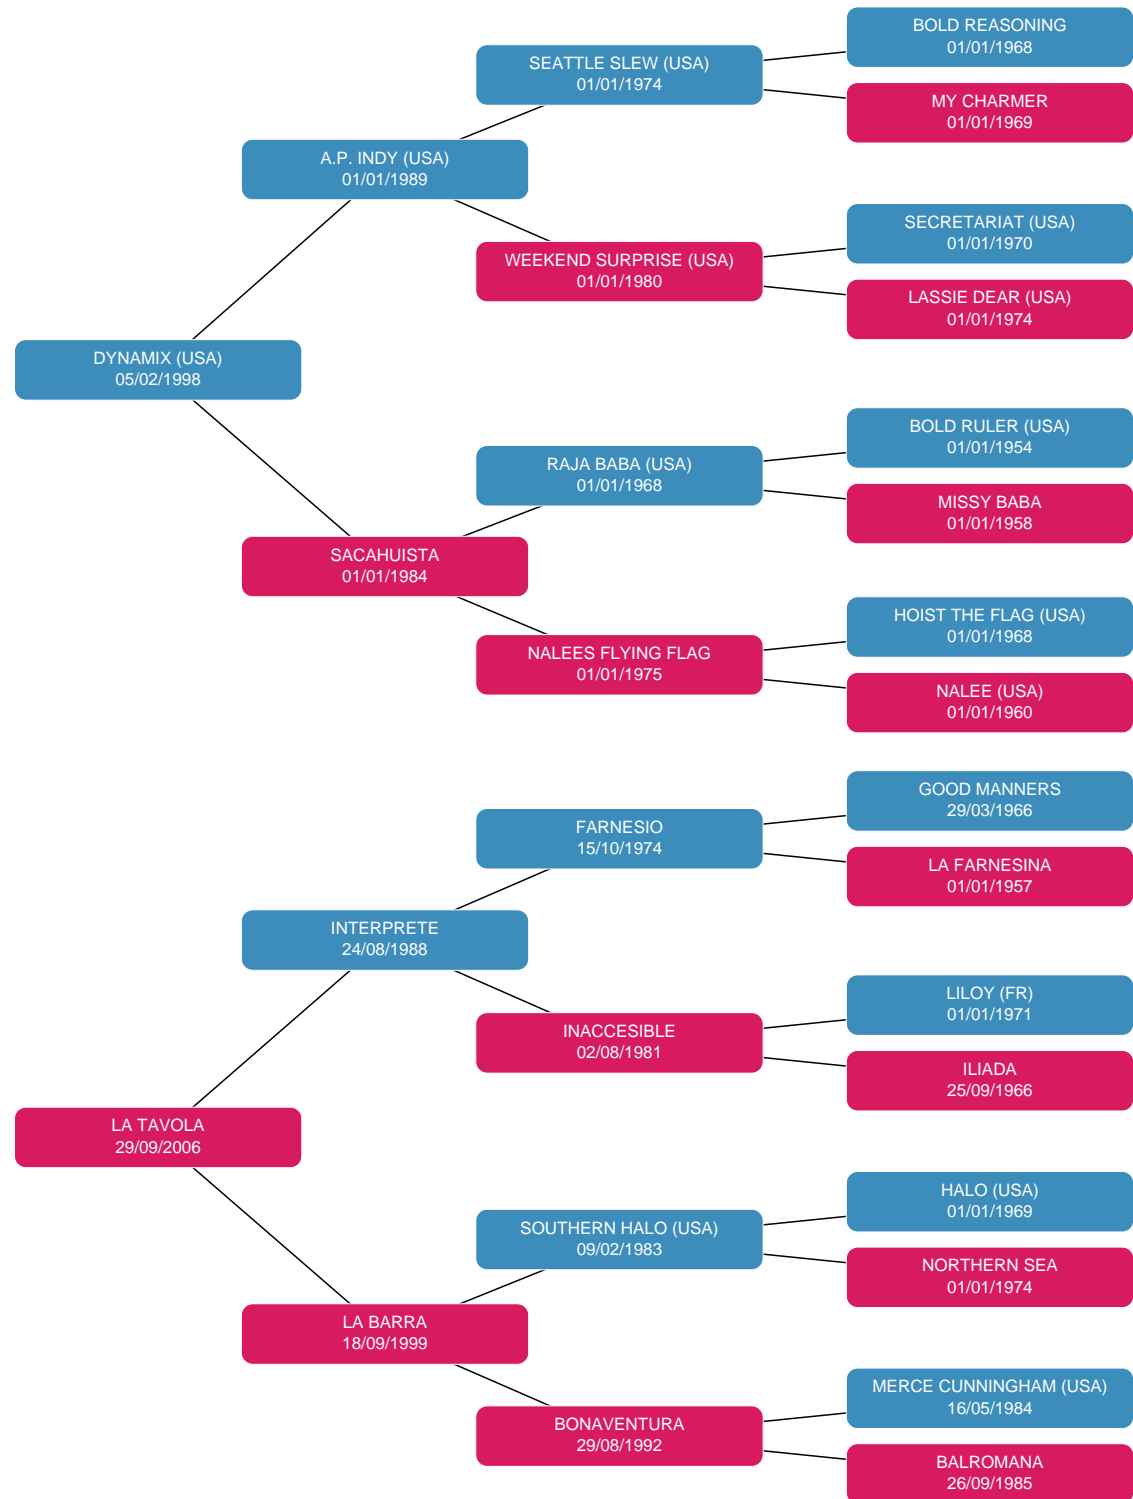 BOLD REASONING
01/01/1968
SEATTLE SLEW (USA)
01/01/1974
MY CHARMER
01/01/1969
A.P. INDY (USA)
01/01/1989
SECRETARIAT (USA)
01/01/1970
WEEKEND SURPRISE (USA)
01/01/1980
LASSIE DEAR (USA)
01/01/1974
DYNAMIX (USA)
05/02/1998
BOLD RULER (USA)
01/01/1954
RAJA BABA (USA)
01/01/1968
MISSY BABA
01/01/1958
SACAHUISTA
01/01/1984
HOIST THE FLAG (USA)
01/01/1968
NALEES FLYING FLAG
01/01/1975
NALEE (USA)
01/01/1960
GOOD MANNERS
29/03/1966
FARNESIO
15/10/1974
LA FARNESINA
01/01/1957
INTERPRETE
24/08/1988
LILOY (FR)
01/01/1971
INACCESIBLE
02/08/1981
ILIADA
25/09/1966
LA TAVOLA
29/09/2006
HALO (USA)
01/01/1969
SOUTHERN HALO (USA)
09/02/1983
NORTHERN SEA
01/01/1974
LA BARRA
18/09/1999
MERCE CUNNINGHAM (USA)
16/05/1984
BONAVENTURA
29/08/1992
BALROMANA
26/09/1985